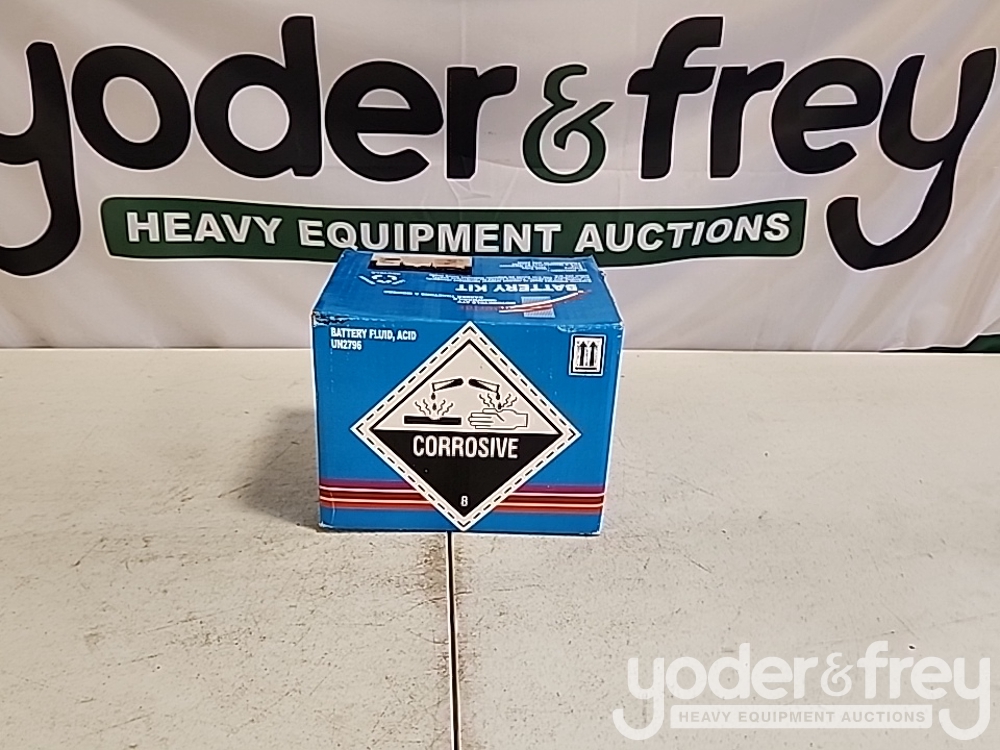 yoder & frey
HEAVY EQUIPMENT AUCTIONS
BATTERY KIT
BATTERY FLUID, ACID
UN2796
CORROSIVE
8
yoder & frey
HEAVY EQUIPMENT AUCTIONS